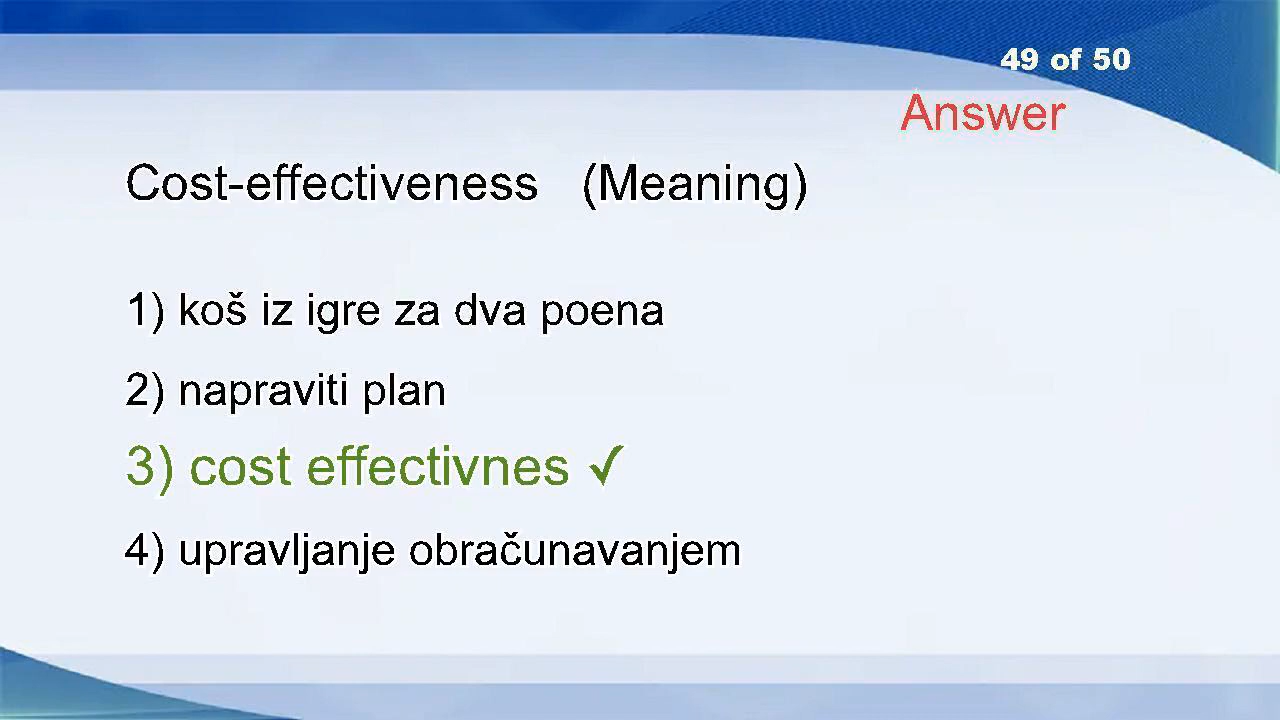 49 of 50
Answer
Cost-effectiveness (Meaning)
1) koš iz igre za dva poena
2) napraviti plan
3) cost effectivnes ✓
4) upravljanje obračunavanjem